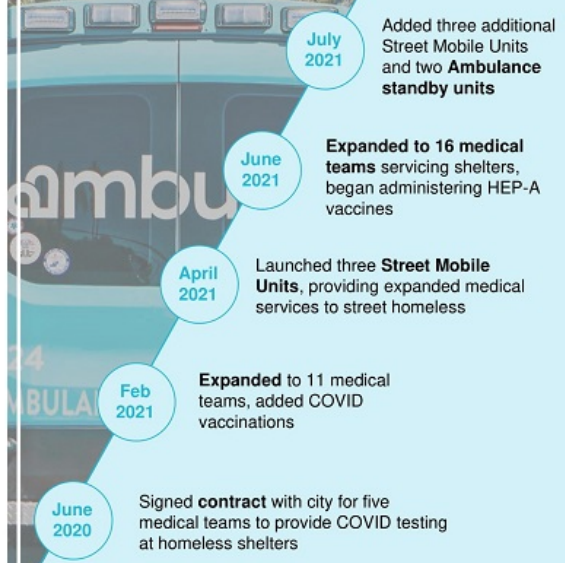 July
2021
Added three additional
Street Mobile Units
and two Ambulance
standby units
June
2021
Expanded to 16 medical
teams servicing shelters,
began administering HEP-A
vaccines
ambu
April
2021
Launched three Street Mobile
Units, providing expanded medical
services to street homeless
24
MBULA
Feb
2021
Expanded to 11 medical
teams, added COVID
vaccinations
June
2020
Signed contract with city for five
medical teams to provide COVID testing
at homeless shelters